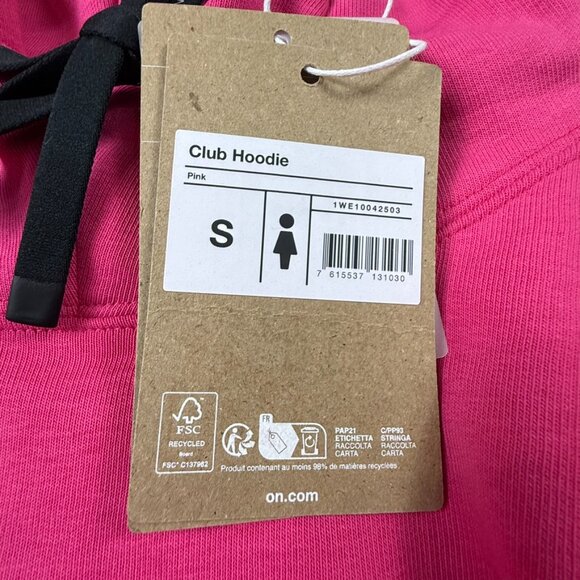 Club Hoodie
Pink
S
1WE10042503
7 615537 131030
FSC
RECYCLED
Board
FSC® C137962
FR
PAP21
ETICHETTA
RACCOLTA
CARTA
C/PP93
STRINGA
RACCOLTA
CARTA
Produit contenant au moins 98% de matières recyclées
on.com